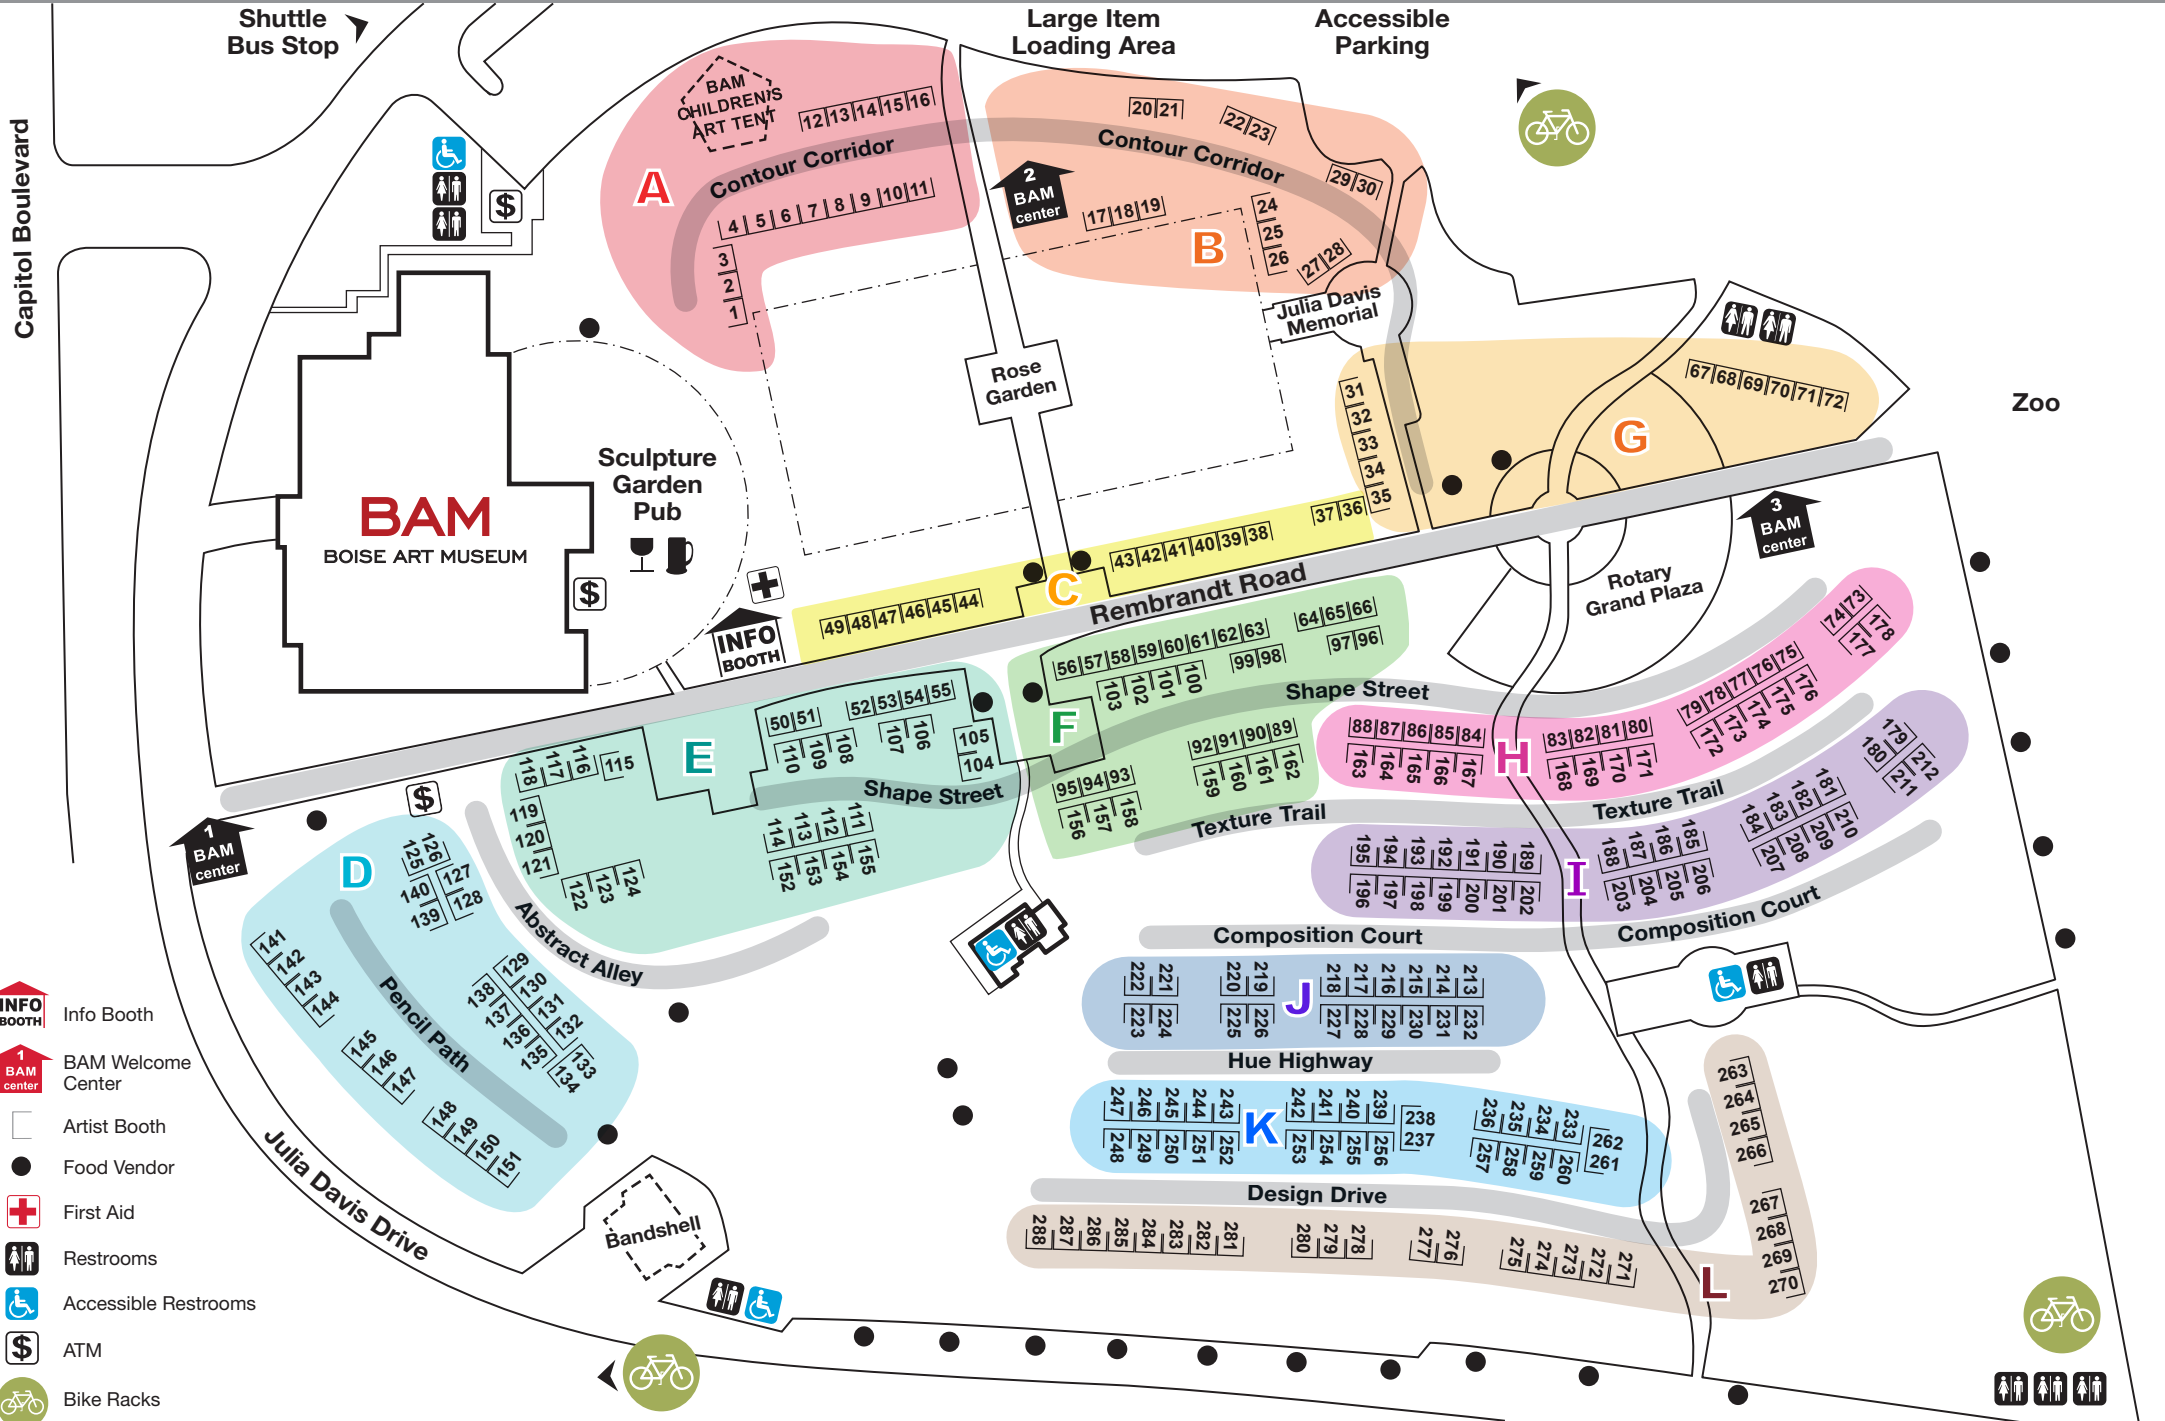 Shuttle
Bus Stop
Large Item
Loading Area
Accessible
Parking
Capitol Boulevard
BAM
CHILDREN'S
ART TENT
12 13 14 15 16
Contour Corridor
A
4 5 6 7 8 9 10 11
3
2
1
20 21
22 23
Contour Corridor
29 30
2
BAM
center
17 18 19
B
24
25
26
27 28
Julia Davis
Memorial
$
Rose
Garden
31
32
33
34
35
67 68 69 70 71 72
G
Zoo
Sculpture
Garden
Pub
BAM
BOISE ART MUSEUM
$
INFO
BOOTH
49 48 47 46 45 44
C
43 42 41 40 39 38
37 36
Rembrandt Road
3
BAM
center
Rotary
Grand Plaza
56 57 58 59 60 61 62 63
64 65 66
103 102 101 100
99 98
97 96
F
Shape Street
92 91 90 89
159 160 161 162
95 94 93
156 157 158
50 51
52 53 54 55
110 109 108
107 106
105
104
E
118 117 116 115
119
120
121
122 123 124
Shape Street
114 113 112 111
152 153 154 155
74 73
178
177
79 78 77 76 75
172 173 174 175 176
88 87 86 85 84
163 164 165 166 167
H
83 82 81 80
168 169 170 171
Texture Trail
Texture Trail
179
180
212
211
184 183 182 181
207 208 209 210
195 194 193 192 191 190 189
196 197 198 199 200 201 202
I
188 187 186 185
203 204 205 206
Composition Court
Composition Court
$
1
BAM
center
D
126
125
127
128
140
139
Abstract Alley
141
142
143
144
Pencil Path
129
130
131
132
133
134
138
137
136
135
145
146
147
148
149
150
151
222 221
220 219
218 217 216 215 214 213
J
223 224
225 226
227 228 229 230 231 232
Hue Highway
247 246 245 244 243
K
242 241 240 239
238
237
248 249 250 251 252
253 254 255 256
236 235 234 233
257 258 259 260
262
261
Design Drive
263
264
265
266
267
268
269
270
288 287 286 285 284 283 282 281
280 279 278
277 276
275 274 273 272 271
L
Julia Davis Drive
Bandshell
INFO
BOOTH
Info Booth
1
BAM
center
BAM Welcome
Center
Artist Booth
Food Vendor
First Aid
Restrooms
Accessible Restrooms
$
ATM
Bike Racks